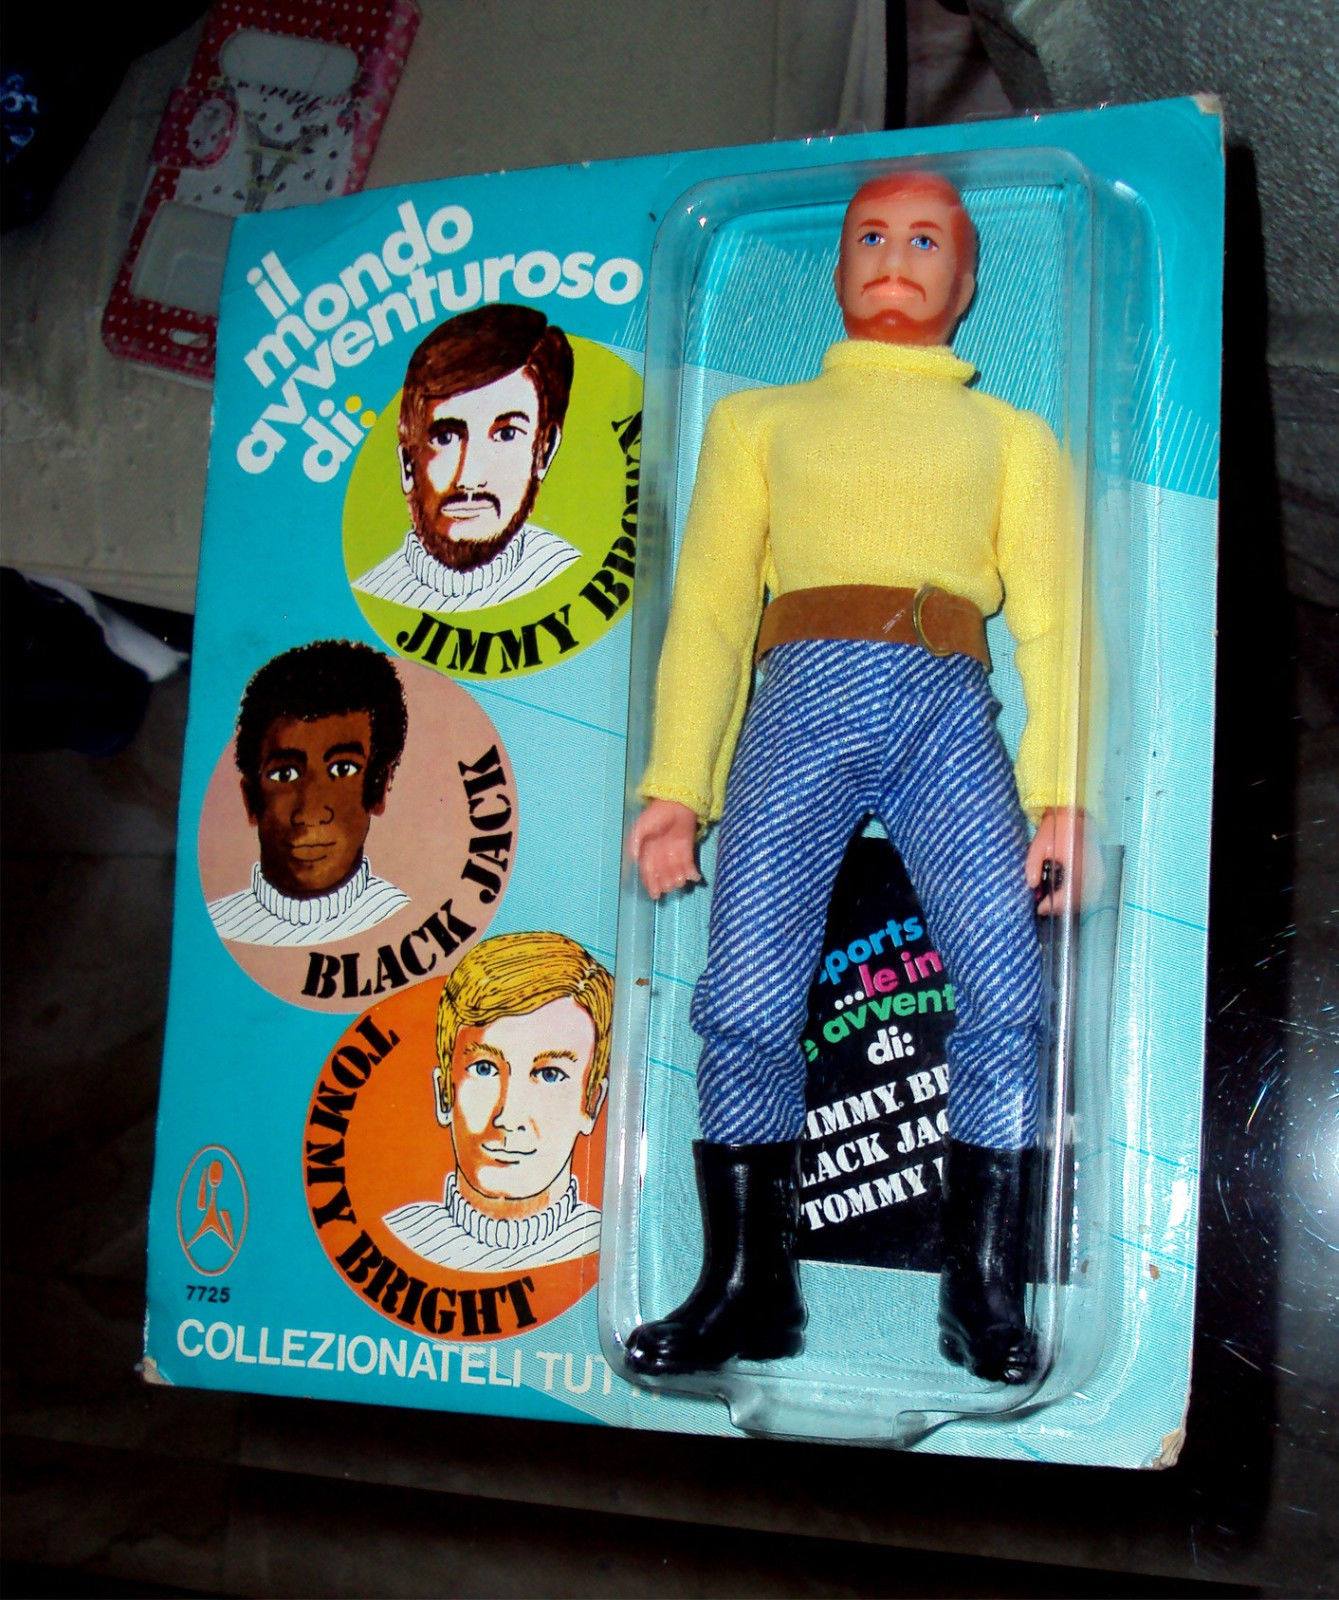 il
mondo
avventuroso
di:
JIMMY BROWN
BLACK JACK
TOMMY BRIGHT
7725
COLLEZIONATELI
sports
...le in
e avvent
di:
IMMY BR
LACK JAC
TOMMY
Paris